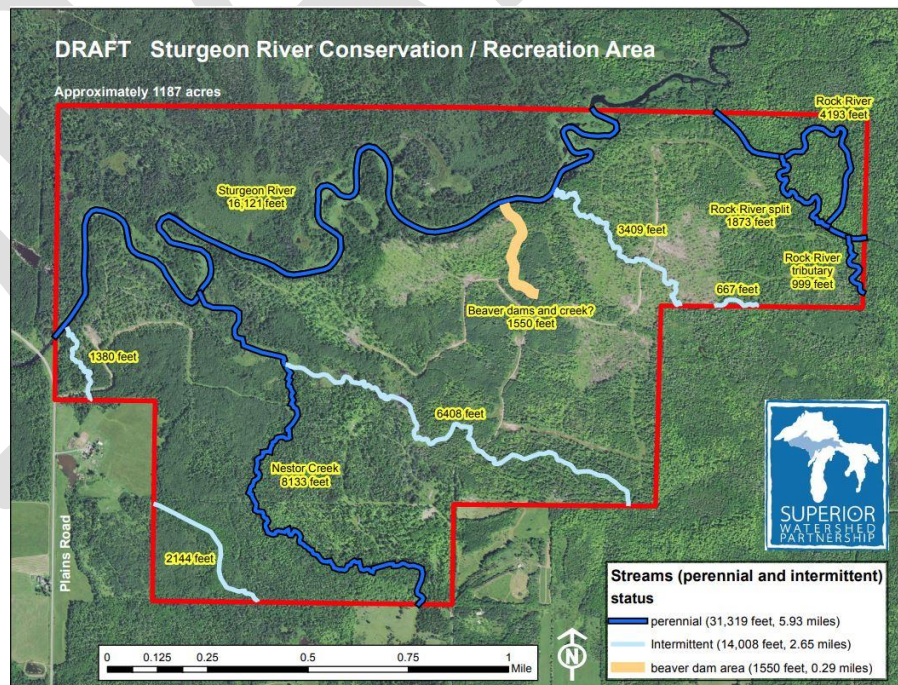 DRAFT Sturgeon River Conservation / Recreation Area
Approximately 1187 acres
Rock River
4193 feet
Sturgeon River
16,121 feet
Rock River split
1873 feet
3409 feet
Rock River
tributary
999 feet
667 feet
Beaver dams and creek?
1550 feet
1380 feet
6408 feet
Nestor Creek
8133 feet
2144 feet
Plains Road
SUPERIOR
WATERSHED
PARTNERSHIP
Streams (perennial and intermittent)
status
perennial (31,319 feet, 5.93 miles)
Intermittent (14,008 feet, 2.65 miles)
beaver dam area (1550 feet, 0.29 miles)
0 0.125 0.25 0.5 0.75 1
Mile
N